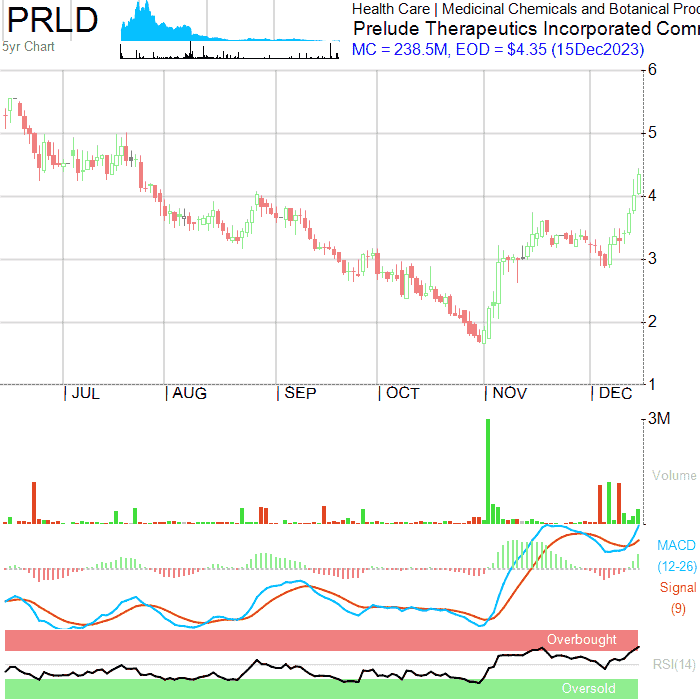 PRLD
5yr Chart
Health Care | Medicinal Chemicals and Botanical Prod
Prelude Therapeutics Incorporated Com
MC = 238.5M, EOD = $4.35 (15Dec2023)
6
5
4
3
2
1
| JUL | AUG | SEP | OCT | NOV | DEC
3M
Volume
MACD
(12-26)
Signal
(9)
Overbought
RSI(14)
Oversold